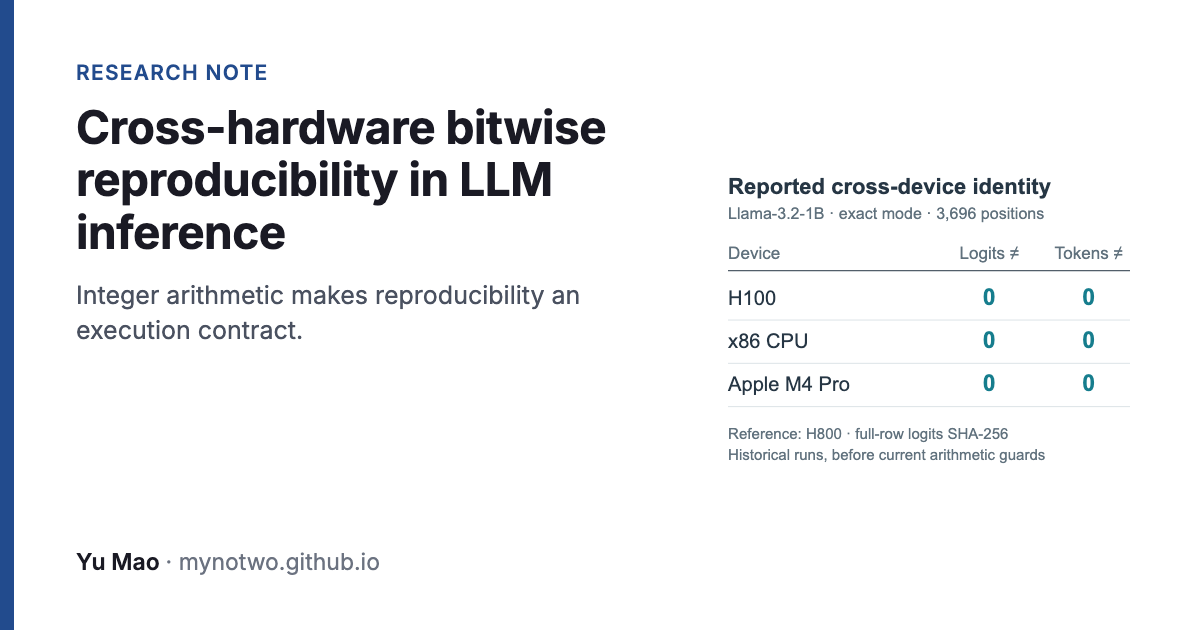 RESEARCH NOTE
Cross-hardware bitwise
reproducibility in LLM
inference
Integer arithmetic makes reproducibility an
execution contract.
Yu Mao · mynotwo.github.io
Reported cross-device identity
Llama-3.2-1B · exact mode · 3,696 positions
Device Logits ≠ Tokens ≠
H100 0 0
x86 CPU 0 0
Apple M4 Pro 0 0
Reference: H800 · full-row logits SHA-256
Historical runs, before current arithmetic guards